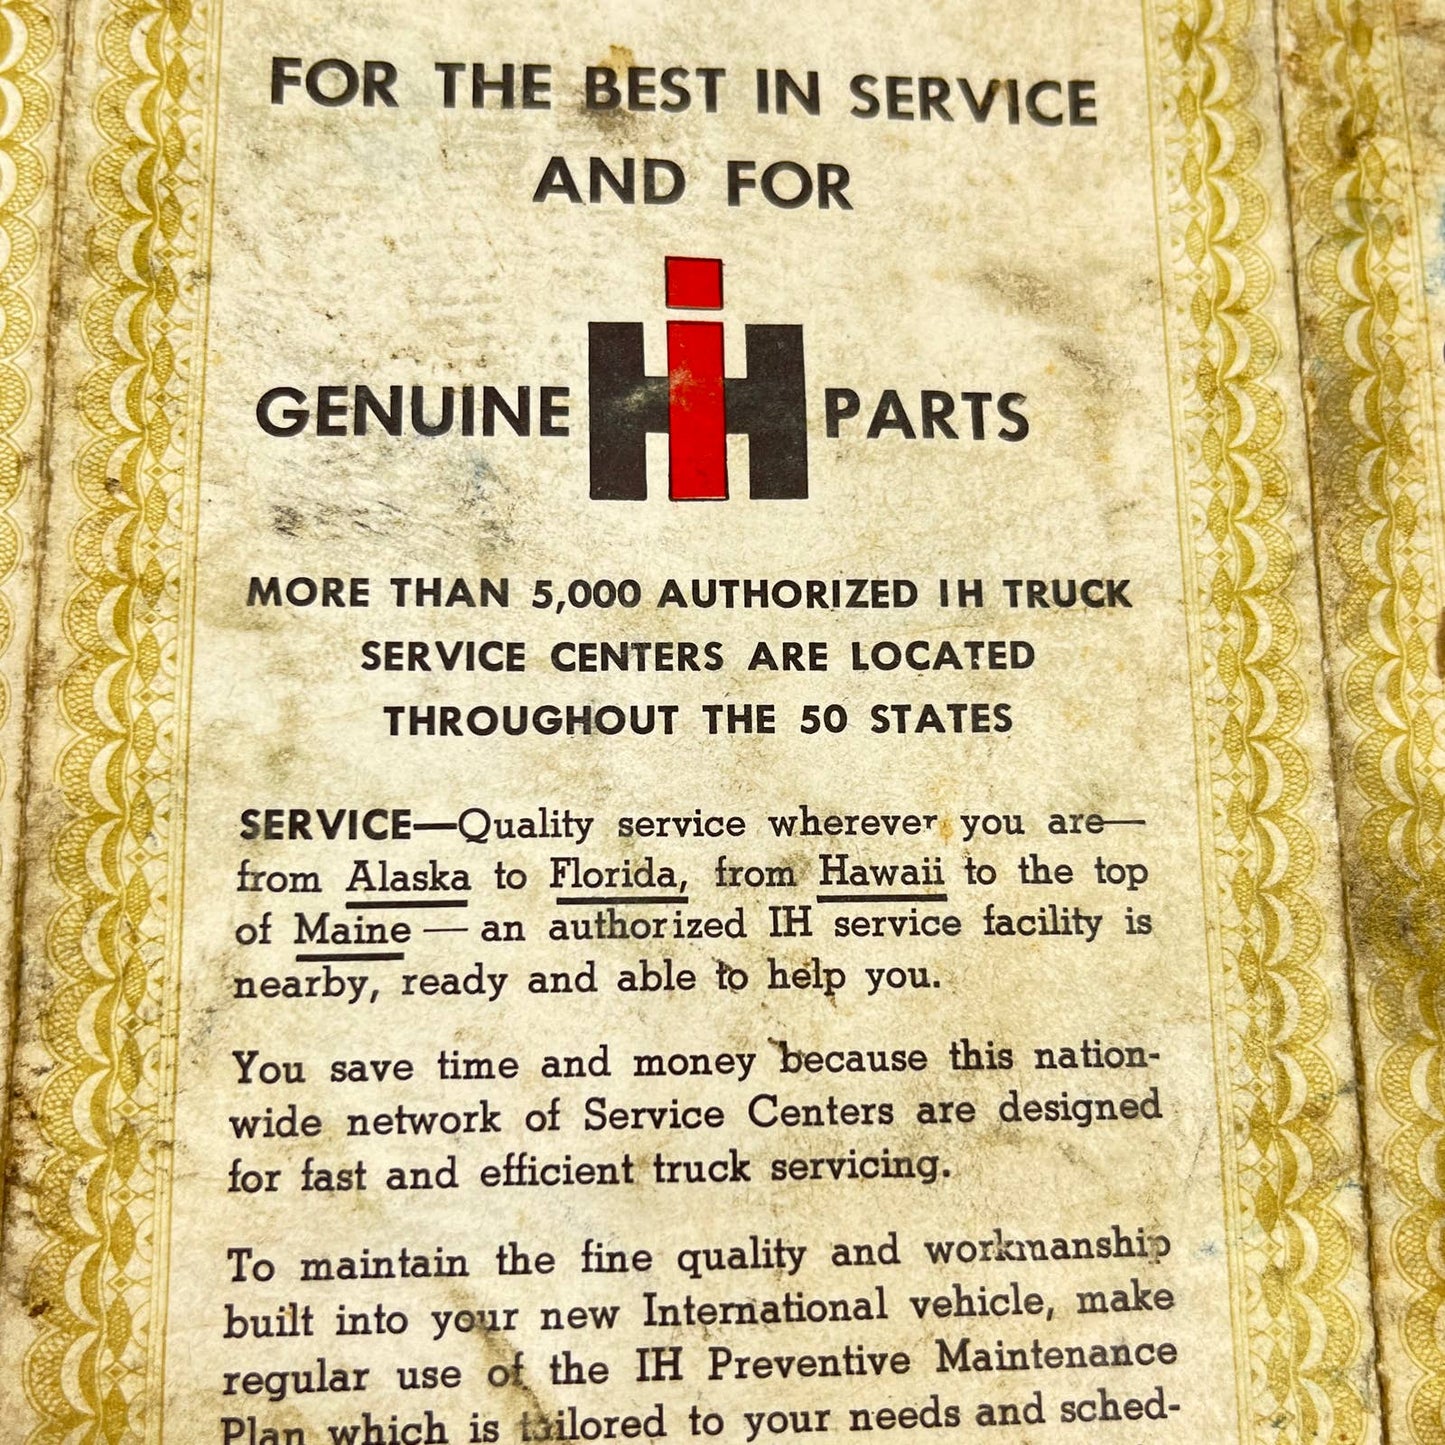 FOR THE BEST IN SERVICE
AND FOR
GENUINE IH PARTS
MORE THAN 5,000 AUTHORIZED IH TRUCK
SERVICE CENTERS ARE LOCATED
THROUGHOUT THE 50 STATES
SERVICE—Quality service wherever you are—
from Alaska to Florida, from Hawaii to the top
of Maine — an authorized IH service facility is
nearby, ready and able to help you.
You save time and money because this nation-
wide network of Service Centers are designed
for fast and efficient truck servicing.
To maintain the fine quality and workmanship
built into your new International vehicle, make
regular use of the IH Preventive Maintenance
Plan which is tailored to your needs and sched-